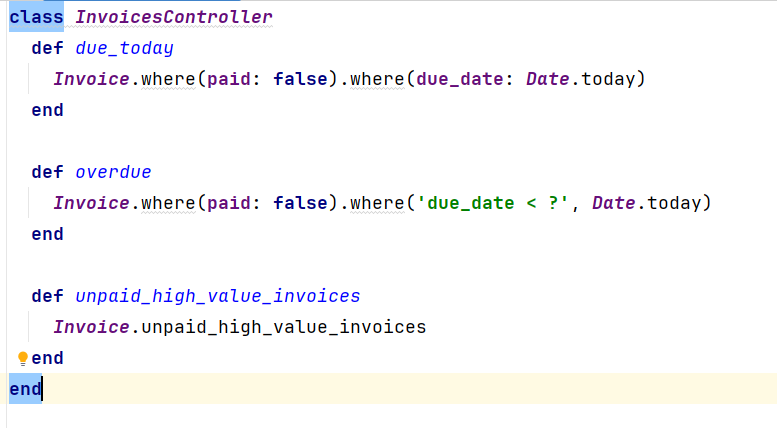 class InvoicesController
  def due_today
    Invoice.where(paid: false).where(due_date: Date.today)
  end
  def overdue
    Invoice.where(paid: false).where('due_date < ?', Date.today)
  end
  def unpaid_high_value_invoices
    Invoice.unpaid_high_value_invoices
  end
end